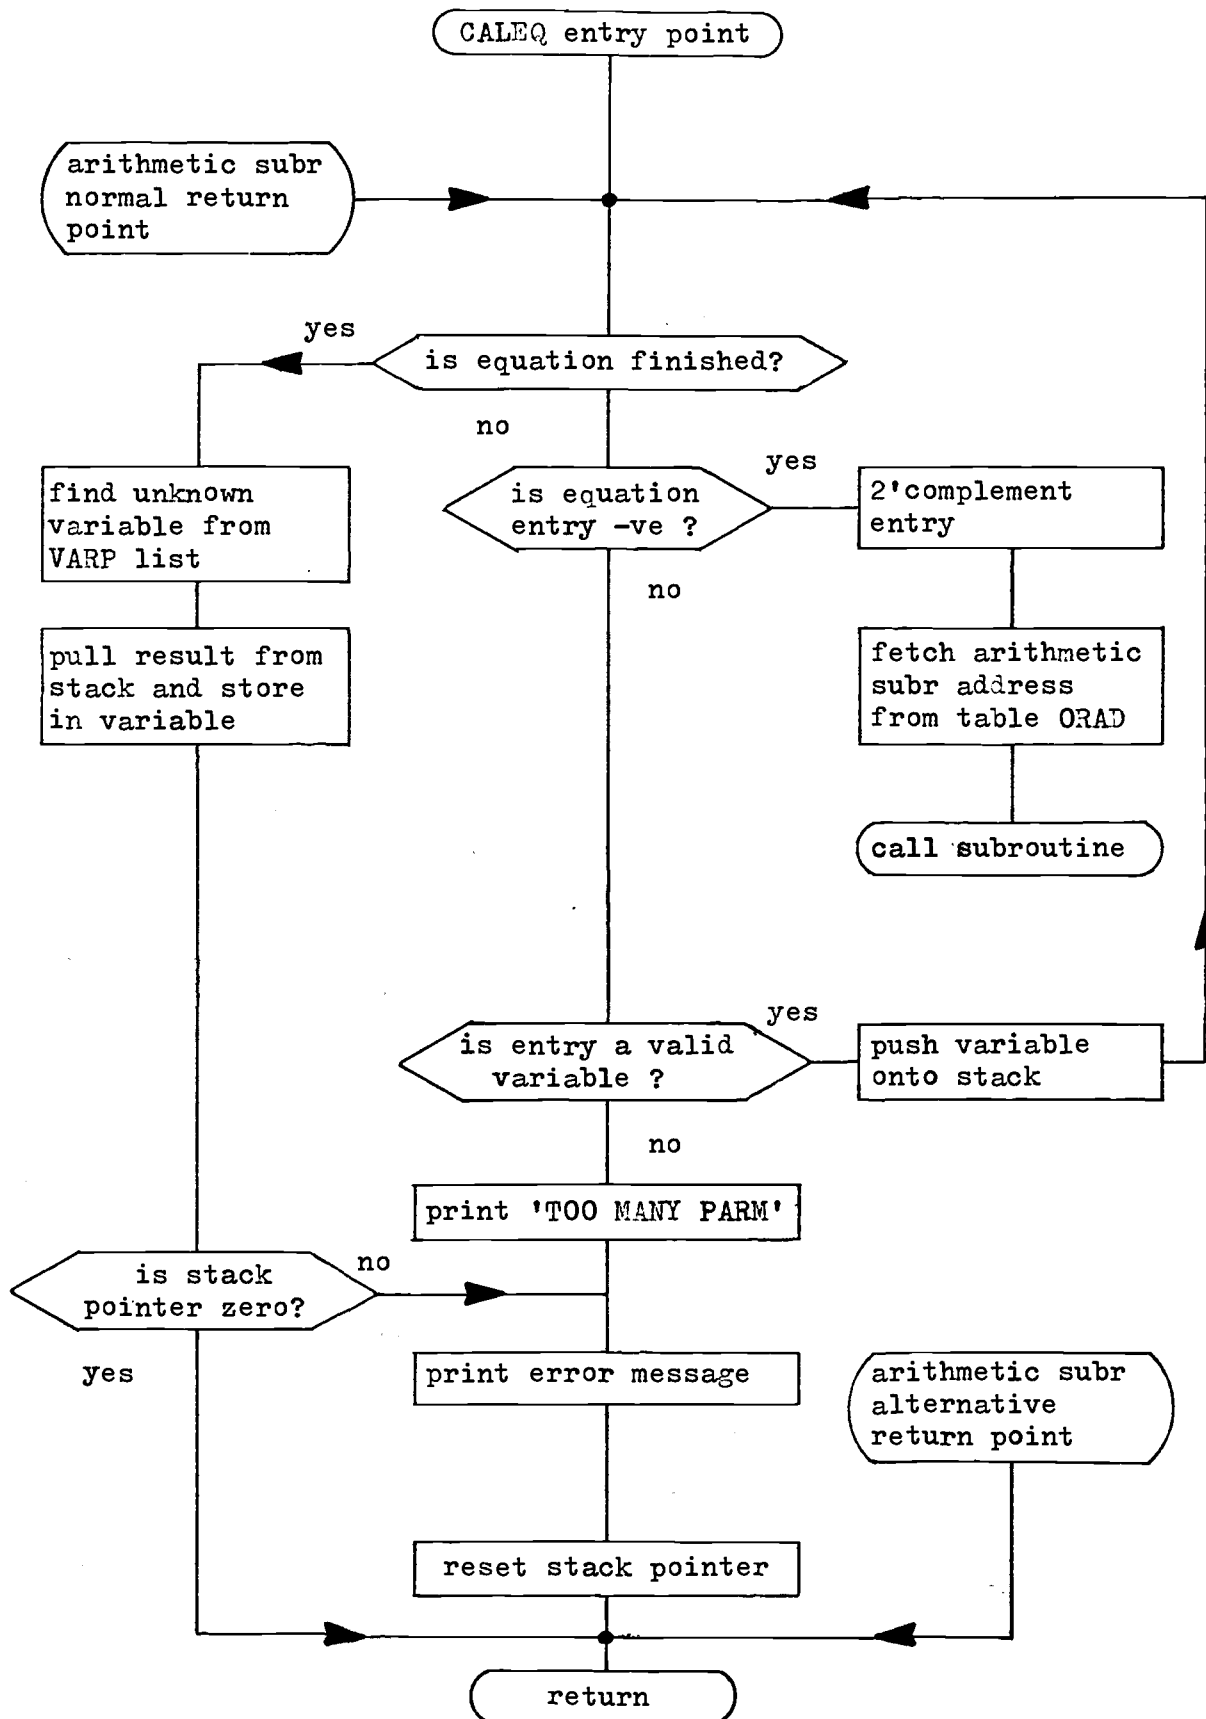 CALEQ entry point
arithmetic subr
normal return
point
yes
is equation finished?
no
find unknown
variable from
VARP list
is equation
entry -ve ?
yes
2'complement
entry
no
pull result from
stack and store
in variable
fetch arithmetic
subr address
from table ORAD
call subroutine
is entry a valid
variable ?
yes
push variable
onto stack
no
print 'TOO MANY PARM'
is stack
pointer zero?
no
yes
print error message
arithmetic subr
alternative
return point
reset stack pointer
return